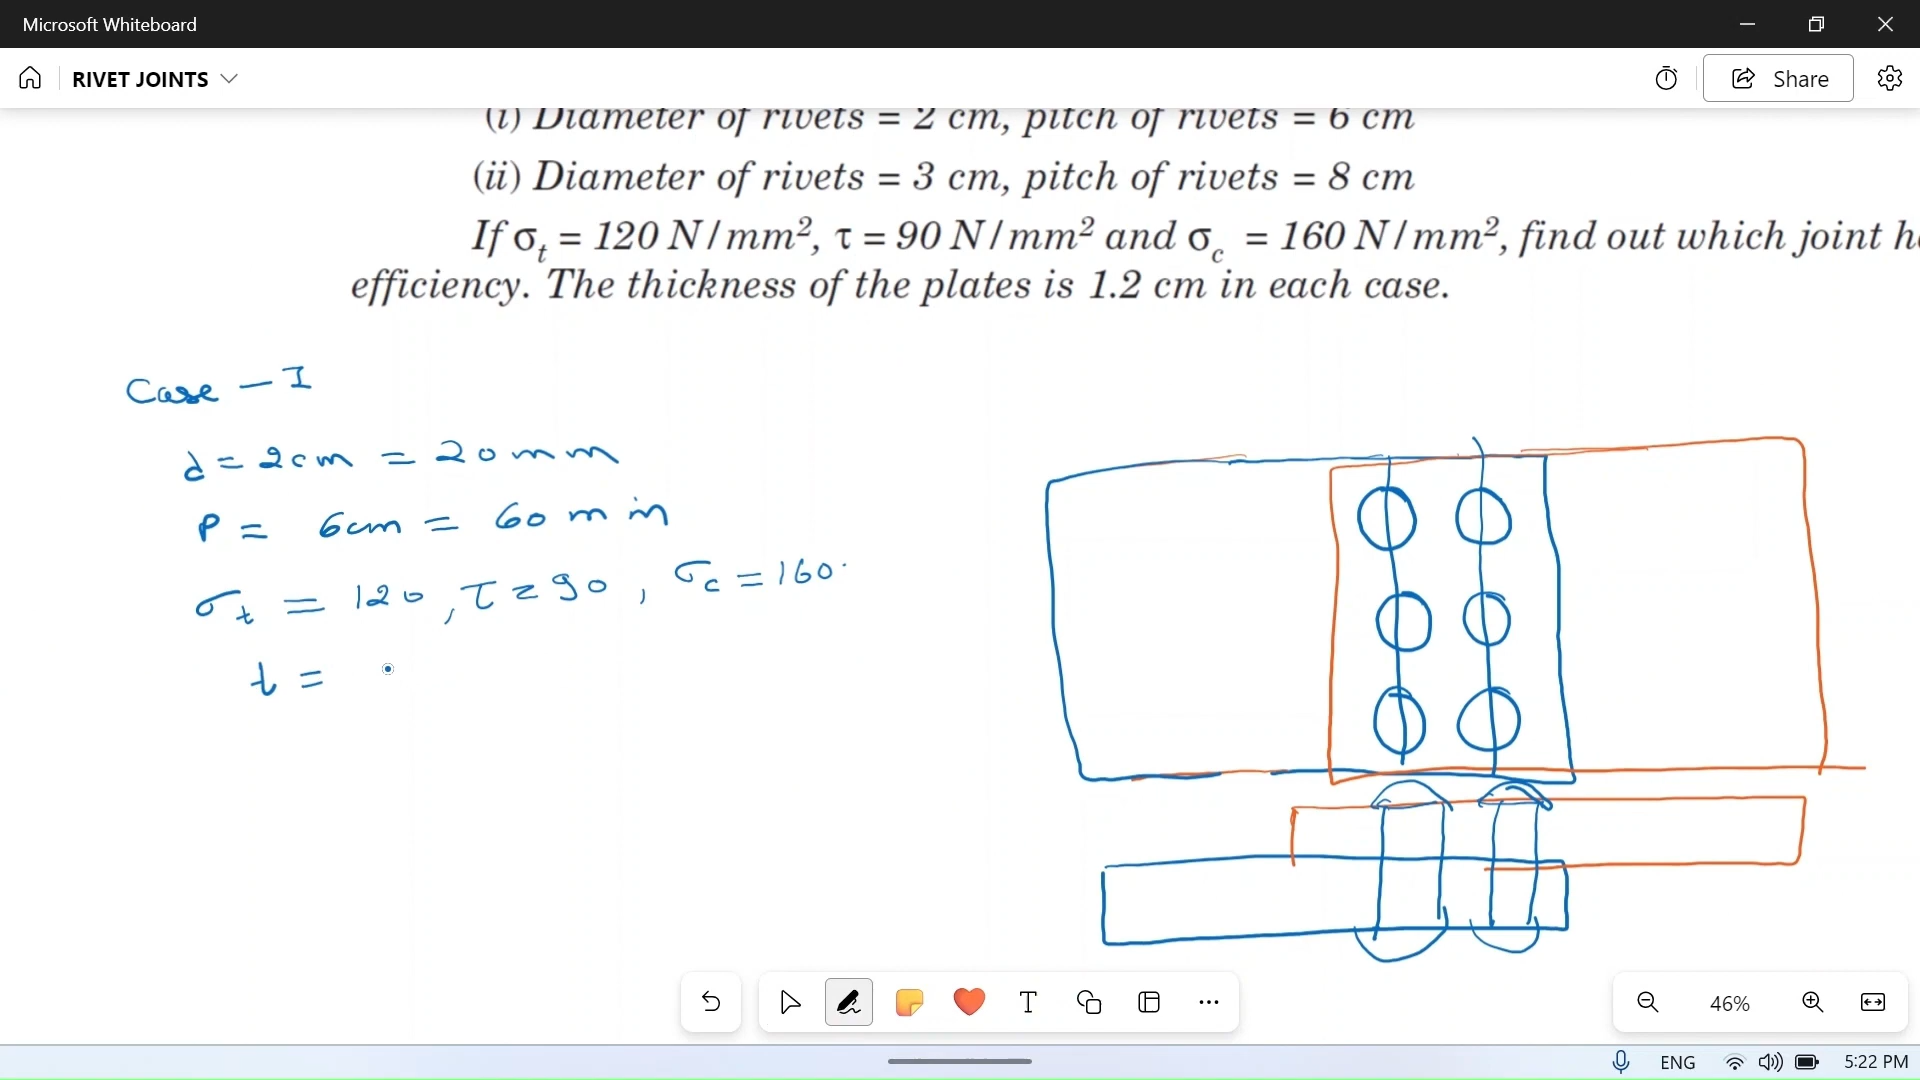 Microsoft Whiteboard
RIVET JOINTS
Share
(i) Diameter of rivets = 2 cm, pitch of rivets = 6 cm
(ii) Diameter of rivets = 3 cm, pitch of rivets = 8 cm
If σt = 120 N/mm², τ = 90 N/mm² and σc = 160 N/mm², find out which joint
efficiency. The thickness of the plates is 1.2 cm in each case.
Case - I
d = 2cm = 20 mm
P = 6cm = 60 mm
σt = 120, τ = 90, σc = 160
t =
T
46%
ENG
5:22 PM